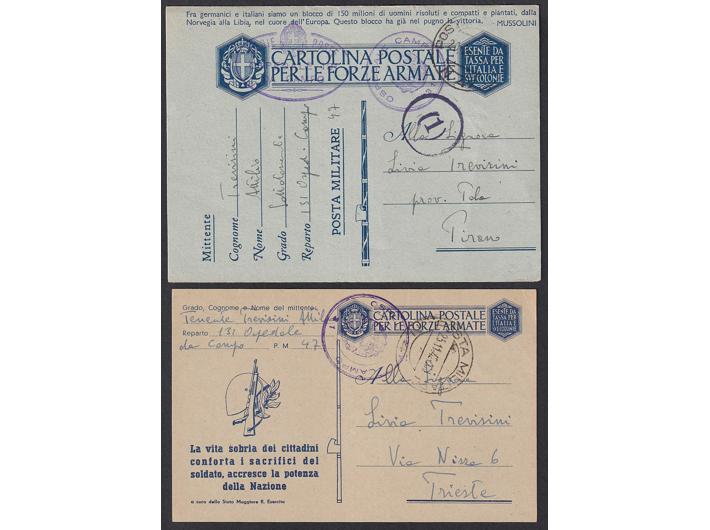 Fra germanici e italiani siamo un blocco di 150 milioni di uomini risoluti e compatti e piantati, dalla
Norvegia alla Libia, nel cuore dell'Europa. Questo blocco ha già nel pugno la vittoria. MUSSOLINI
CARTOLINA POSTALE
PER LE FORZE ARMATE
ESENTE DA
TASSA PER
L'ITALIA E
SUE COLONIE
Mittente
Cognome Trevisini
Nome Attilio
Grado
Reparto 131 Osped. Campo
POSTA MILITARE 47
(1)
Alla Signora
Livia Trevisini
prov. Pola
Pirano
Grado, Cognome e Nome del mittente
Tenente Trevisini Attil
Reparto 131 Ospedale
da Campo P. M. 47
CARTOLINA POSTALE
PER LE FORZE ARMATE
ESENTE DA
TASSA PER
L'ITALIA E
SUE COLONIE
La vita sobria dei cittadini
conforta i sacrifici del
soldato, accresce la potenza
della Nazione
a cura dello Stato Maggiore R. Esercito
Alla Signora
Livia Trevisini
Via Nizza 6
Trieste